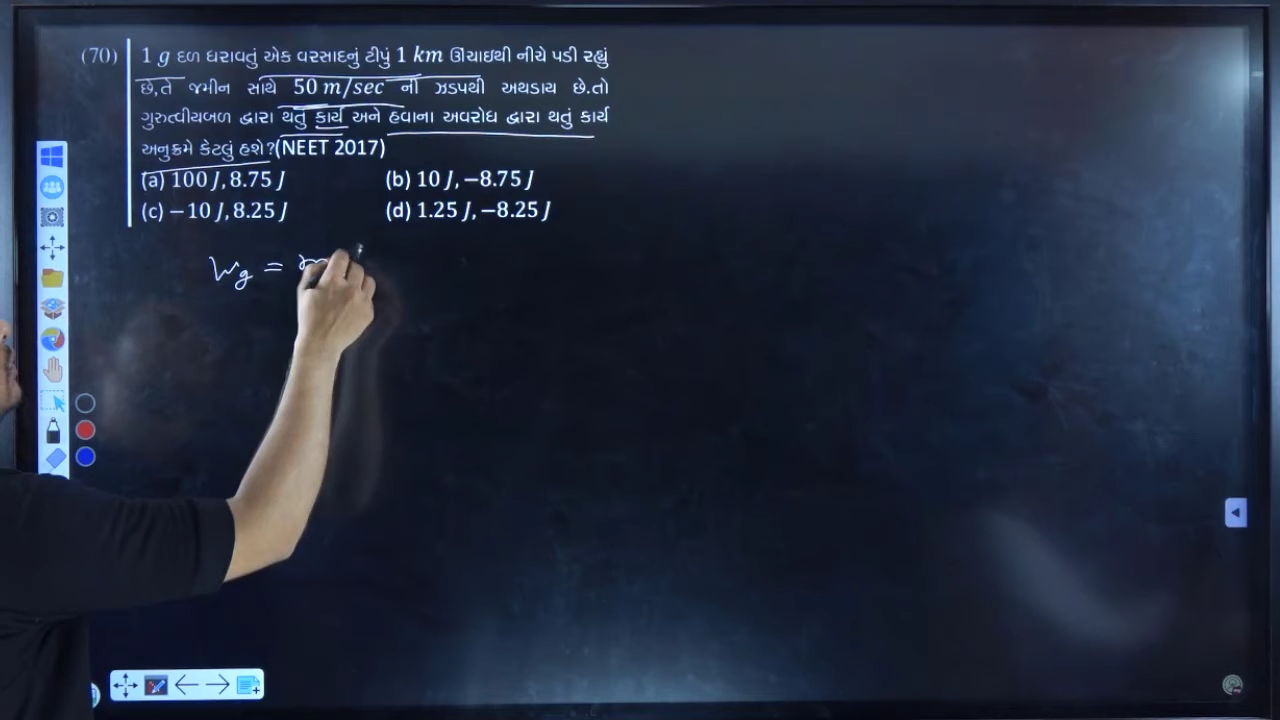 (70) 1 g દળ ધરાવતું એક વરસાદનું ટીપું 1 km ઊંચાઇથી નીચે પડી રહ્યું
છે,તે જમીન સાથે 50 m/sec ની ઝડપથી અથડાય છે.તો
ગુરુત્વીયબળ દ્વારા થતું કાર્ય અને હવાના અવરોધ દ્વારા થતું કાર્ય
અનુક્રમે કેટલું હશે?(NEET 2017)
(a) 100 J, 8.75 J (b) 10 J, −8.75 J
(c) −10 J, 8.25 J (d) 1.25 J, −8.25 J
Wg = m